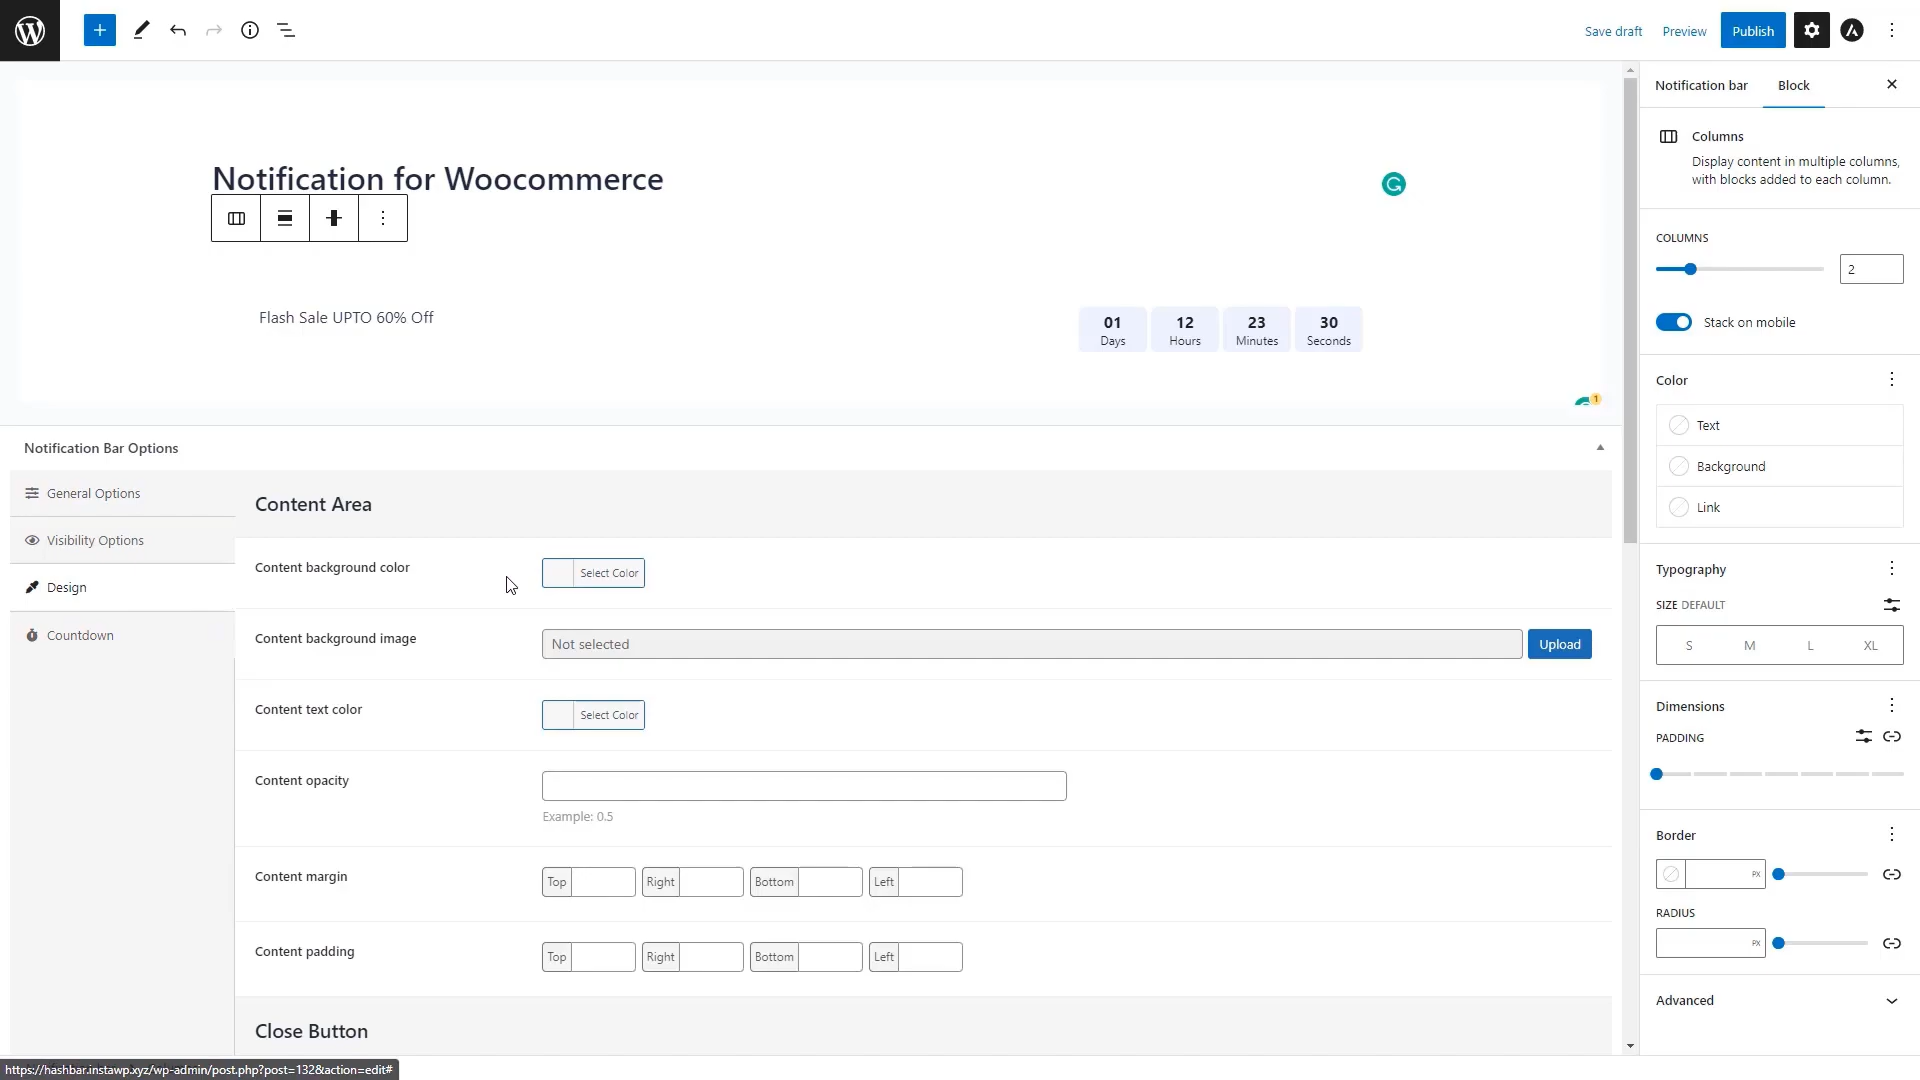 Save draft
Preview
Publish
Notification bar
Block
Columns
Display content in multiple columns,
with blocks added to each column.
Notification for Woocommerce
COLUMNS
2
Stack on mobile
Flash Sale UPTO 60% Off
01
Days
12
Hours
23
Minutes
30
Seconds
1
Color
Text
Background
Link
Notification Bar Options
General Options
Visibility Options
Design
Countdown
Content Area
Content background color
Select Color
Content background image
Not selected
Upload
Content text color
Select Color
Content opacity
Example: 0.5
Content margin
Top
Right
Bottom
Left
Content padding
Top
Right
Bottom
Left
Close Button
Typography
SIZE DEFAULT
S
M
L
XL
Dimensions
PADDING
Border
PX
RADIUS
PX
Advanced
https://hashbar.instawp.xyz/wp-admin/post.php?post=132&action=edit#